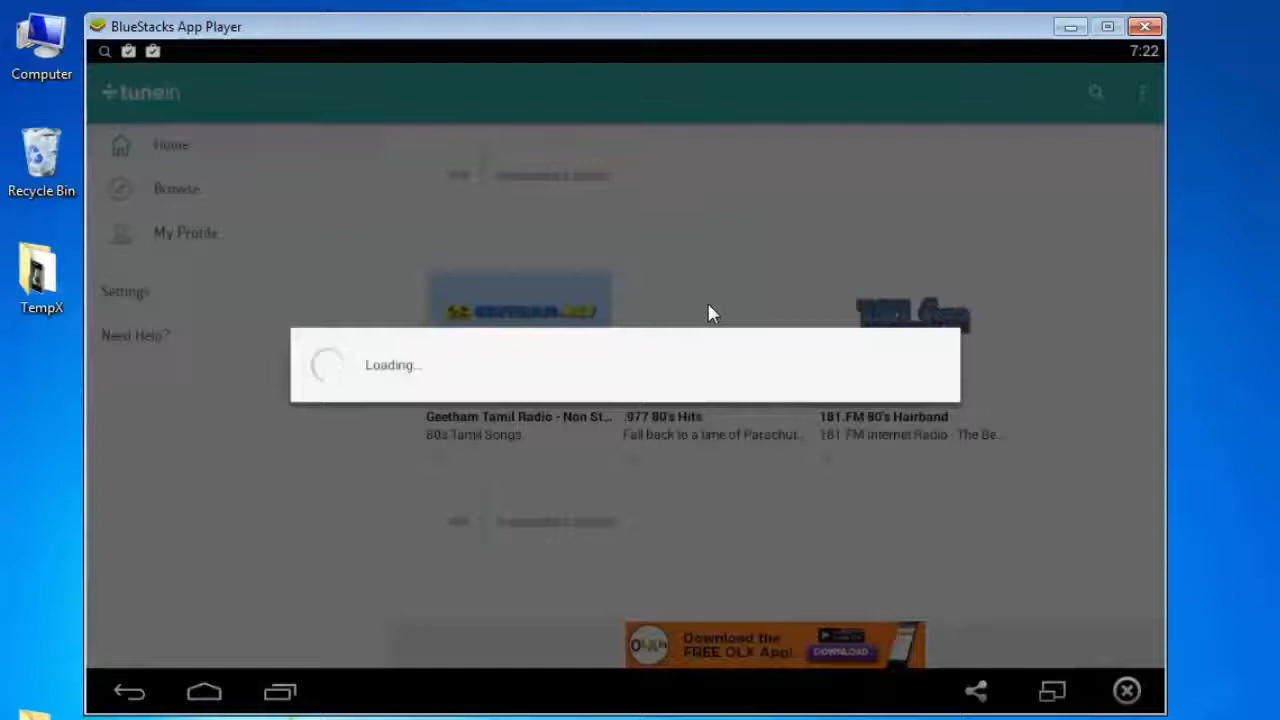 BlueStacks App Player
7:22
tunein
Computer
Home
Browse
Recycle Bin
My Profile
Settings
TempX
Need Help?
Loading...
Geetham Tamil Radio - Non St...
80s Tamil Songs
.977 80's Hits
Fall back to a time of Parachut...
181.FM 80's Hairband
181 FM Internet Radio - The Be...
OLX
Download the
FREE OLX App!
DOWNLOAD